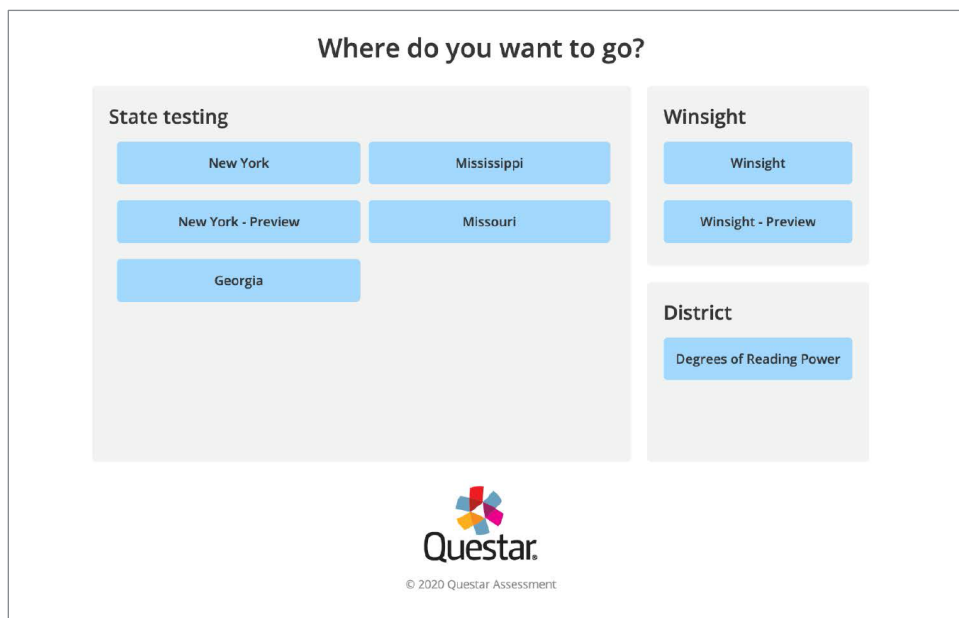 Where do you want to go?
State testing
New York
Mississippi
New York - Preview
Missouri
Georgia
Winsight
Winsight
Winsight - Preview
District
Degrees of Reading Power
Questar®
© 2020 Questar Assessment